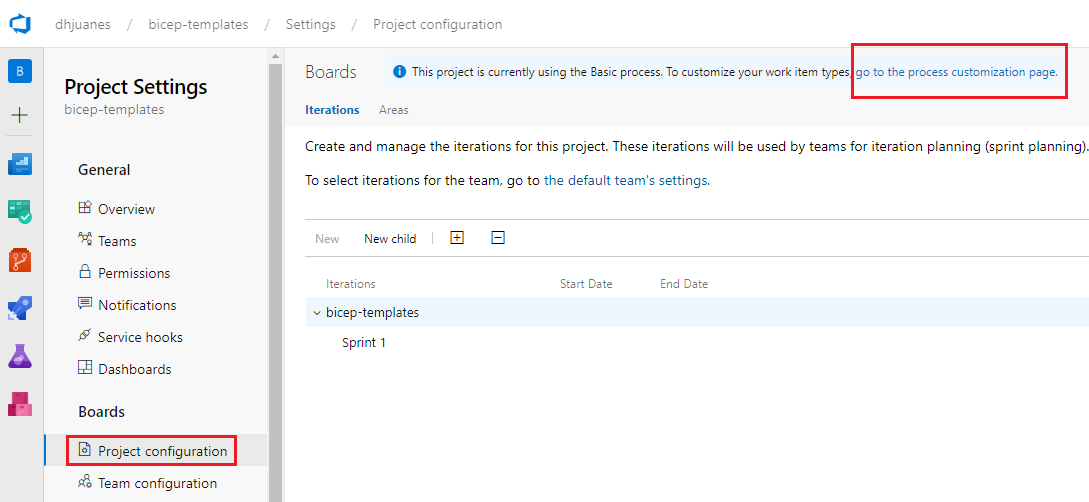 dhjuanes / bicep-templates / Settings / Project configuration
B
Project Settings
bicep-templates
General
Overview
Teams
Permissions
Notifications
Service hooks
Dashboards
Boards
Project configuration
Team configuration
Boards
This project is currently using the Basic process. To customize your work item types, go to the process customization page.
Iterations Areas
Create and manage the iterations for this project. These iterations will be used by teams for iteration planning (sprint planning).
To select iterations for the team, go to the default team's settings.
New New child
Iterations Start Date End Date
bicep-templates
Sprint 1